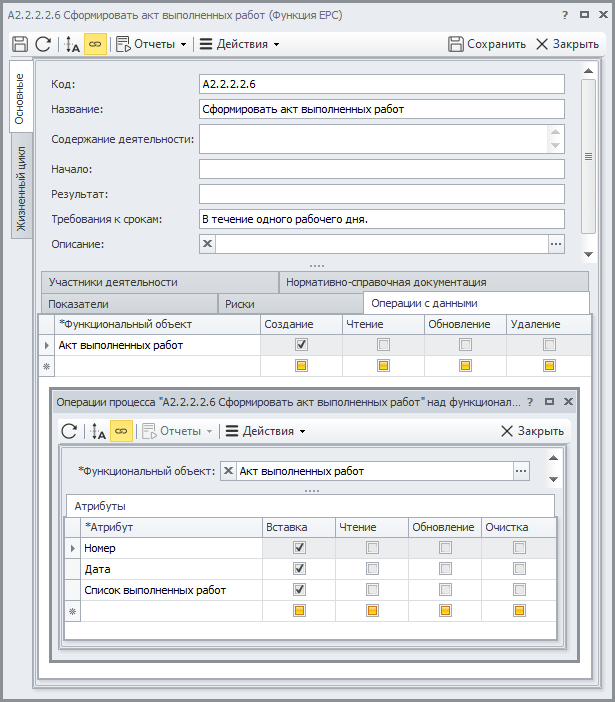 A2.2.2.2.6 Сформировать акт выполненных работ (Функция EPC)
Отчеты Действия Сохранить Закрыть
Основные
Жизненный цикл
Код: A2.2.2.2.6
Название: Сформировать акт выполненных работ
Содержание деятельности:
Начало:
Результат:
Требования к срокам: В течение одного рабочего дня.
Описание:
Участники деятельности Нормативно-справочная документация
Показатели Риски Операции с данными
*Функциональный объект Создание Чтение Обновление Удаление
Акт выполненных работ
Операции процесса "A2.2.2.2.6 Сформировать акт выполненных работ" над функционал...
Отчеты Действия Закрыть
*Функциональный объект: Акт выполненных работ
Атрибуты
*Атрибут Вставка Чтение Обновление Очистка
Номер
Дата
Список выполненных работ